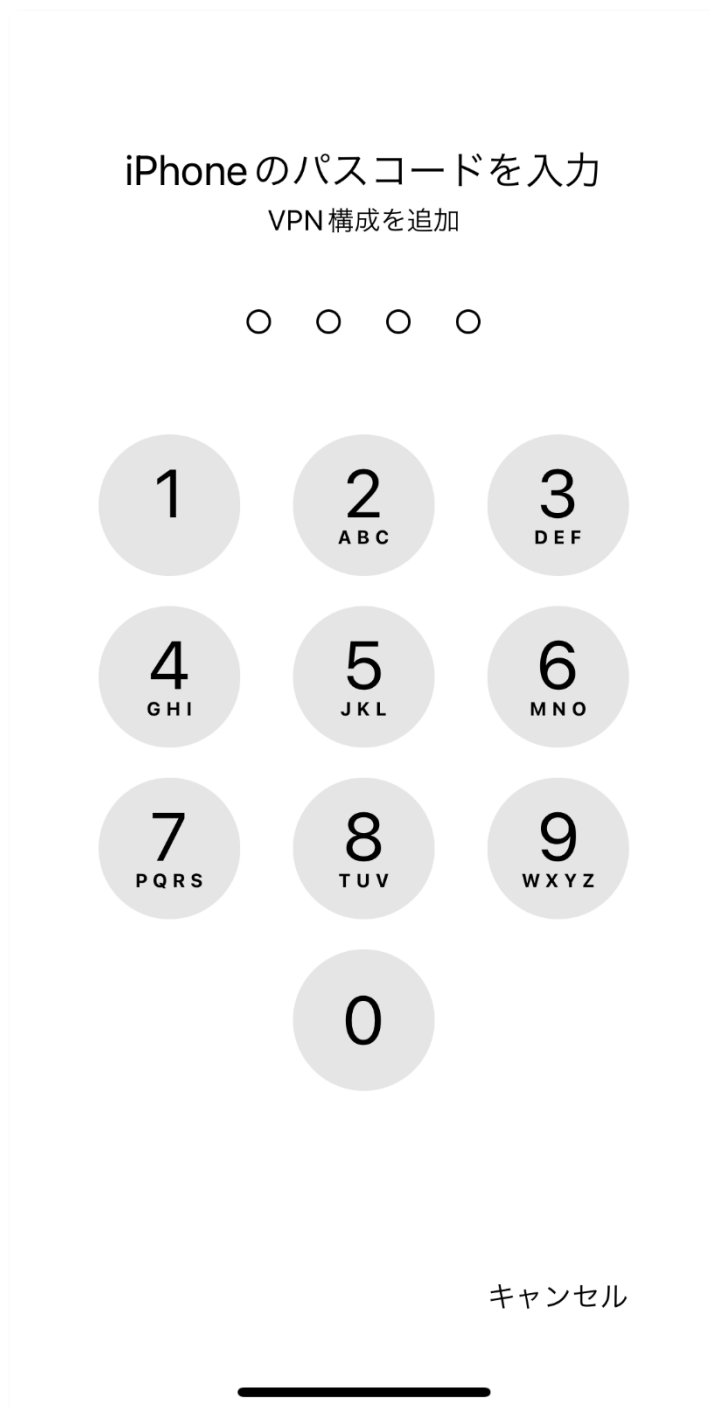 iPhoneのパスコードを入力
VPN構成を追加
1 2 3
ABC DEF
4 5 6
GHI JKL MNO
7 8 9
PQRS TUV WXYZ
0
キャンセル